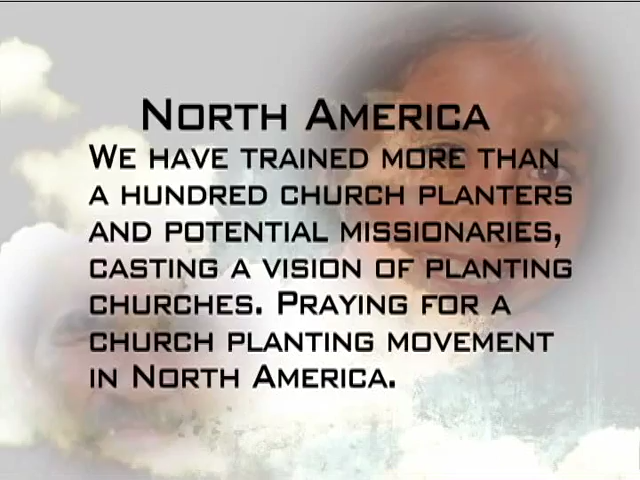 North America
We have trained more than
a hundred church planters
and potential missionaries,
casting a vision of planting
churches. Praying for a
church planting movement
in North America.